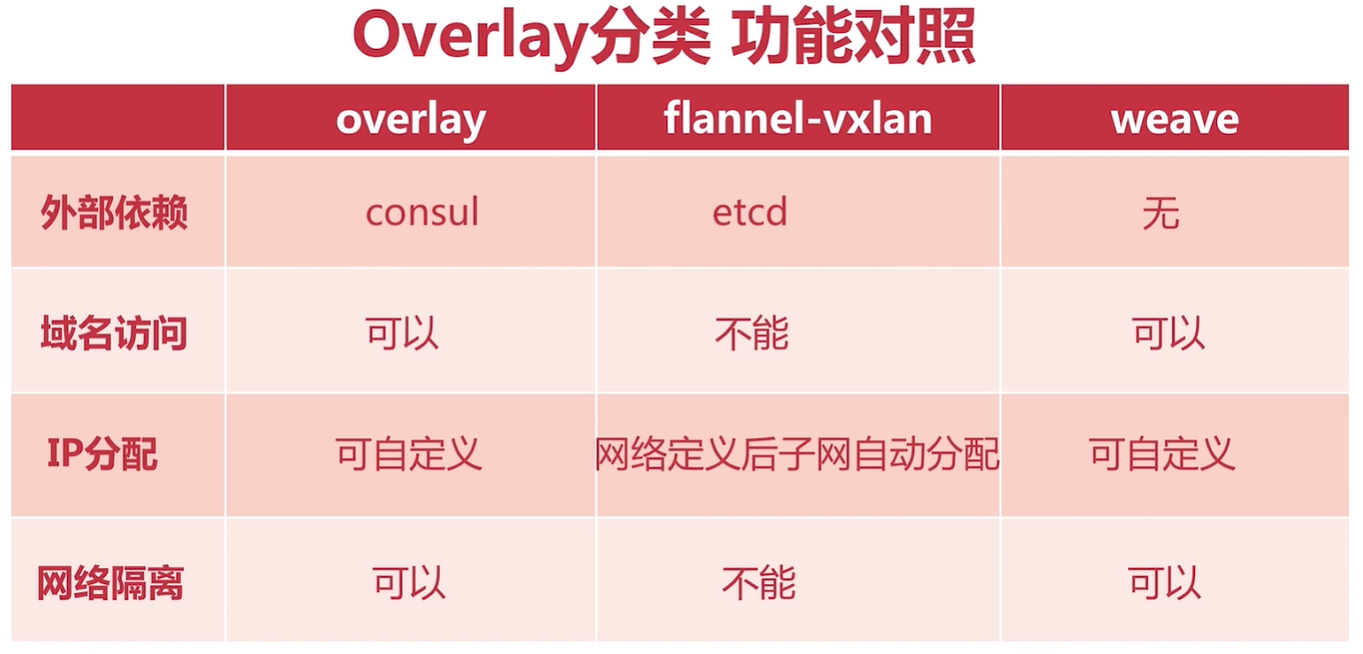 Overlay分类 功能对照
overlay flannel-vxlan weave
外部依赖 consul etcd 无
域名访问 可以 不能 可以
IP分配 可自定义 网络定义后子网自动分配 可自定义
网络隔离 可以 不能 可以